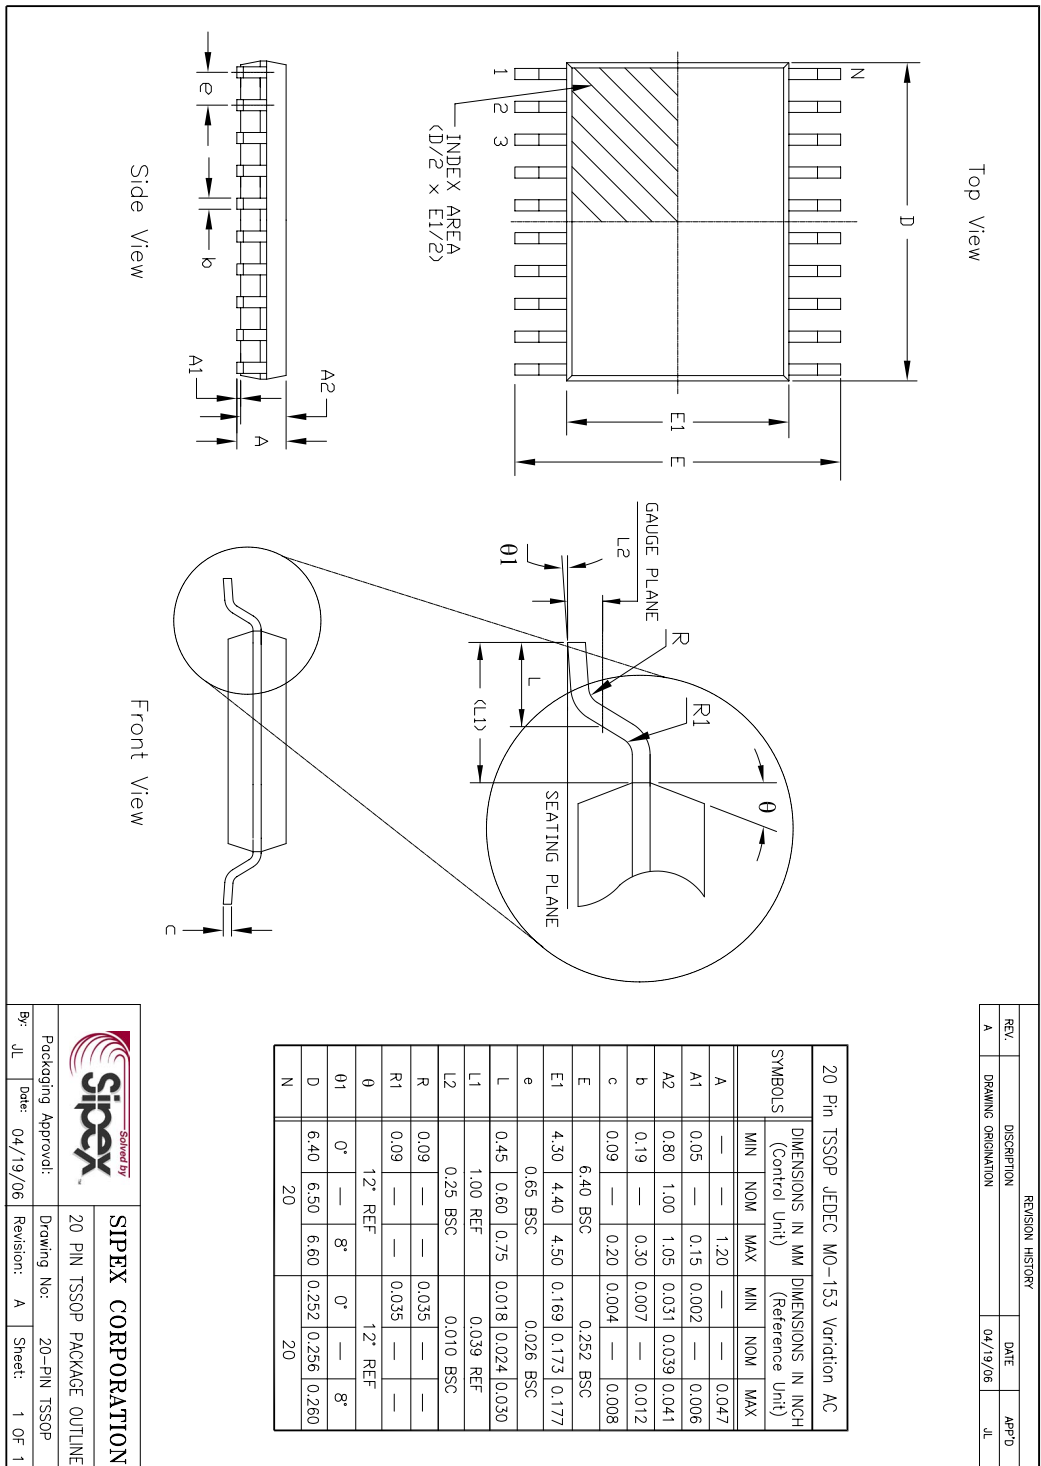 Top View
1
2
3
N
D
E1
E
INDEX AREA
(D/2 x E1/2)
Side View
e
b
A1
A2
A
Front View
c
GAUGE PLANE
L2
θ1
R
R1
L
(L1)
θ
SEATING PLANE
REVISION HISTORY
REV. DISCRIPTION DATE APP'D
A DRAWING ORIGINATION 04/19/06 JL
20 Pin TSSOP JEDEC MO-153 Variation AC
SYMBOLS DIMENSIONS IN MM (Control Unit) DIMENSIONS IN INCH (Reference Unit)
MIN NOM MAX MIN NOM MAX
A — — 1.20 — — 0.047
A1 0.05 — 0.15 0.002 — 0.006
A2 0.80 1.00 1.05 0.031 0.039 0.041
b 0.19 — 0.30 0.007 — 0.012
c 0.09 — 0.20 0.004 — 0.008
E 6.40 BSC 0.252 BSC
E1 4.30 4.40 4.50 0.169 0.173 0.177
e 0.65 BSC 0.026 BSC
L 0.45 0.60 0.75 0.018 0.024 0.030
L1 1.00 REF 0.039 REF
L2 0.25 BSC 0.010 BSC
R 0.09 — — 0.035 — —
R1 0.09 — — 0.035 — —
θ 12° REF 12° REF
θ1 0° — 8° 0° — 8°
D 6.40 6.50 6.60 0.252 0.256 0.260
N 20 20
Solved by
Sipex™
SIPEX CORPORATION
20 PIN TSSOP PACKAGE OUTLINE
Packaging Approval: Drawing No: 20-PIN TSSOP
By: JL Date: 04/19/06 Revision: A Sheet: 1 OF 1